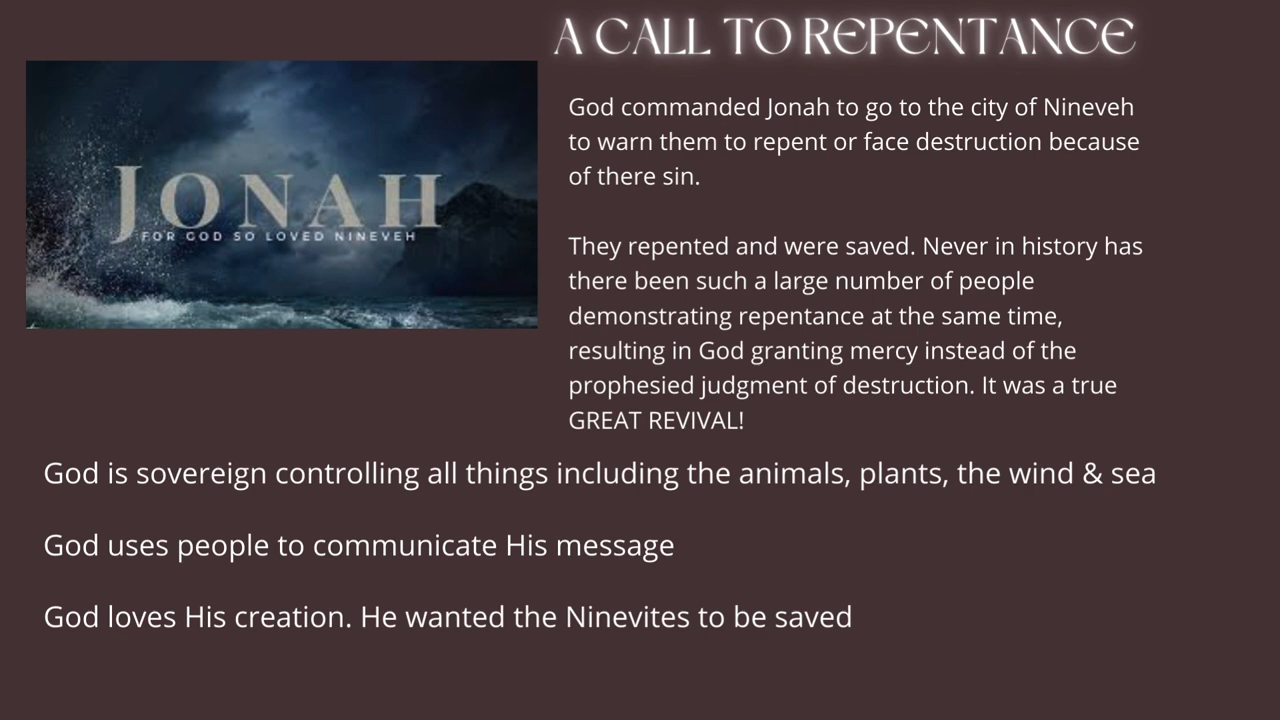 A CALL TO REPENTANCE
JONAH
FOR GOD SO LOVED NINEVEH
God commanded Jonah to go to the city of Nineveh
to warn them to repent or face destruction because
of there sin.
They repented and were saved. Never in history has
there been such a large number of people
demonstrating repentance at the same time,
resulting in God granting mercy instead of the
prophesied judgment of destruction. It was a true
GREAT REVIVAL!
God is sovereign controlling all things including the animals, plants, the wind & sea
God uses people to communicate His message
God loves His creation. He wanted the Ninevites to be saved